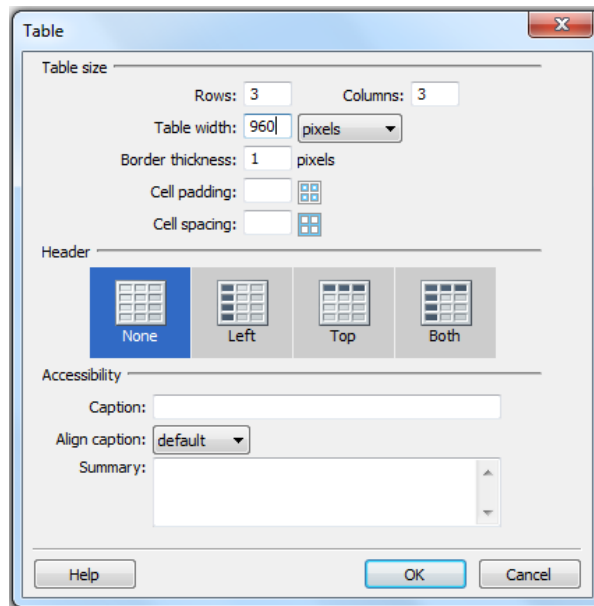 Table
Table size
Rows: 3 Columns: 3
Table width: 960 pixels
Border thickness: 1 pixels
Cell padding:
Cell spacing:
Header
None Left Top Both
Accessibility
Caption:
Align caption: default
Summary:
Help OK Cancel